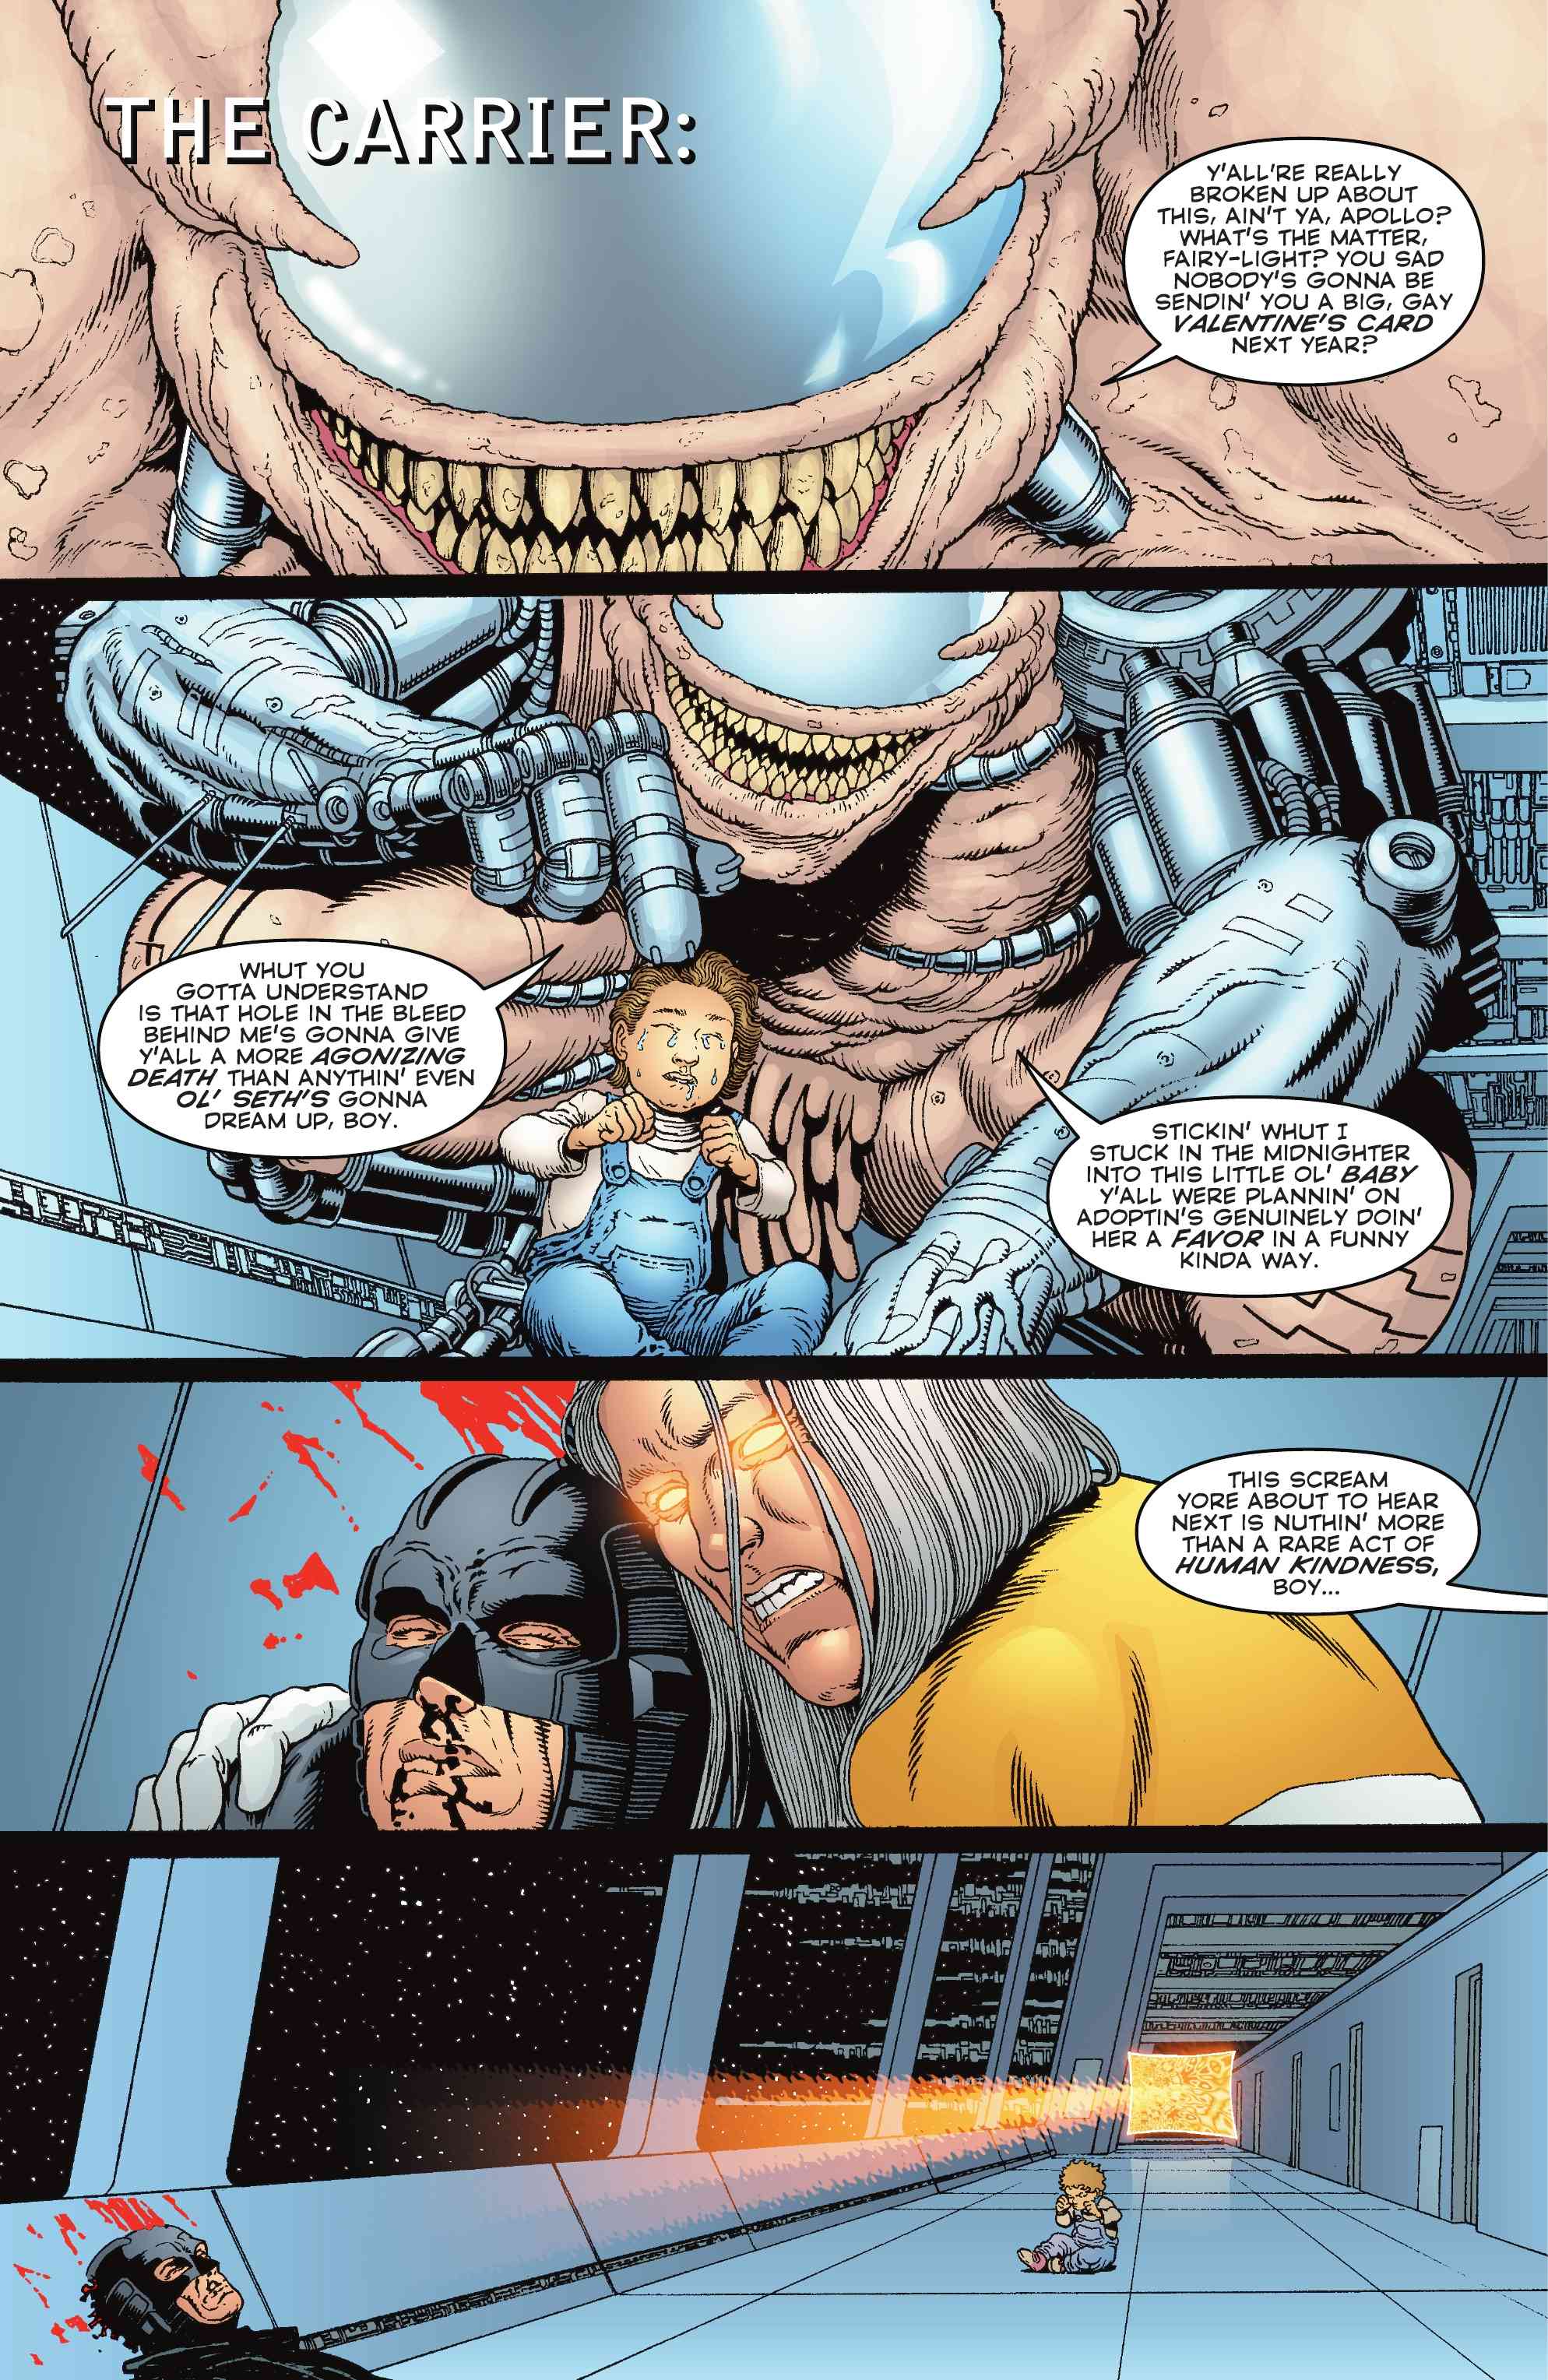 THE CARRIER:
Y'ALL'RE REALLY
BROKEN UP ABOUT
THIS, AIN'T YA, APOLLO?
WHAT'S THE MATTER,
FAIRY-LIGHT? YOU SAD
NOBODY'S GONNA BE
SENDIN' YOU A BIG, GAY
VALENTINE'S CARD
NEXT YEAR?
WHUT YOU
GOTTA UNDERSTAND
IS THAT HOLE IN THE BLEED
BEHIND ME'S GONNA GIVE
Y'ALL A MORE AGONIZING
DEATH THAN ANYTHIN' EVEN
OL' SETH'S GONNA
DREAM UP, BOY.
STICKIN' WHUT I
STUCK IN THE MIDNIGHTER
INTO THIS LITTLE OL' BABY
Y'ALL WERE PLANNIN' ON
ADOPTIN'S GENUINELY DOIN'
HER A FAVOR IN A FUNNY
KINDA WAY.
THIS SCREAM
YORE ABOUT TO HEAR
NEXT IS NUTHIN' MORE
THAN A RARE ACT OF
HUMAN KINDNESS,
BOY...